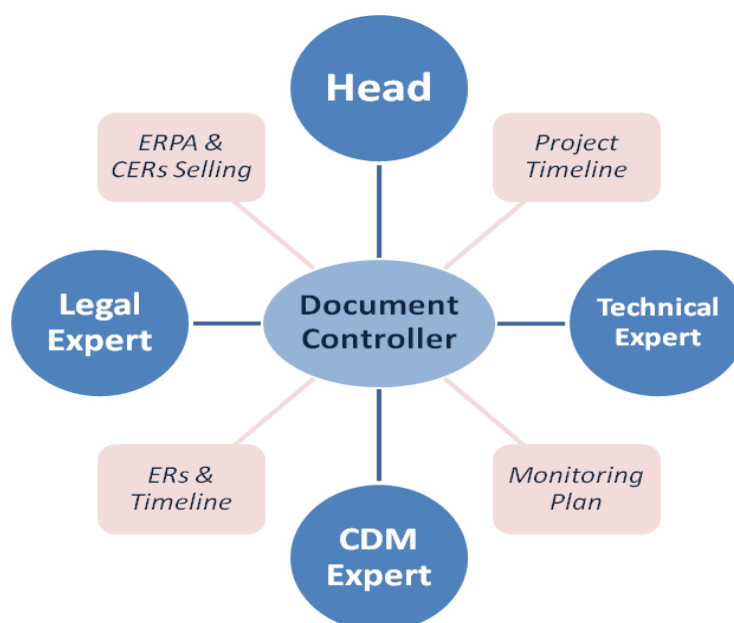 Head
ERPA &
CERs Selling
Project
Timeline
Legal
Expert
Document
Controller
Technical
Expert
ERs &
Timeline
Monitoring
Plan
CDM
Expert